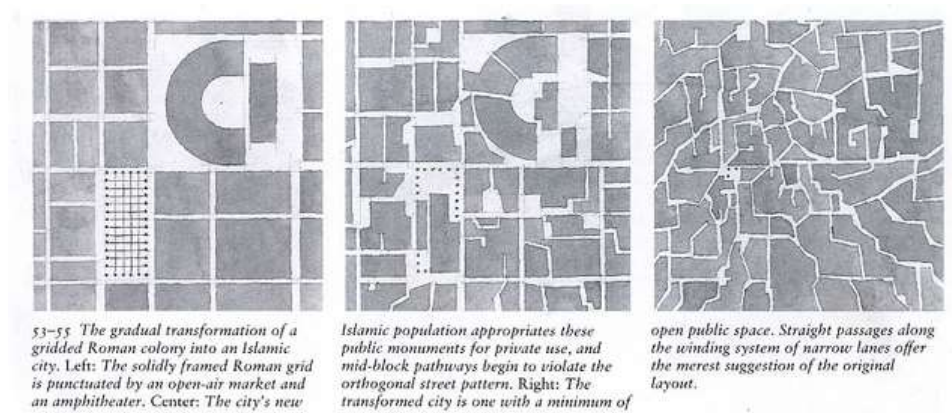 53–55 The gradual transformation of a
gridded Roman colony into an Islamic
city. Left: The solidly framed Roman grid
is punctuated by an open-air market and
an amphitheater. Center: The city's new
Islamic population appropriates these
public monuments for private use, and
mid-block pathways begin to violate the
orthogonal street pattern. Right: The
transformed city is one with a minimum of
open public space. Straight passages along
the winding system of narrow lanes offer
the merest suggestion of the original
layout.